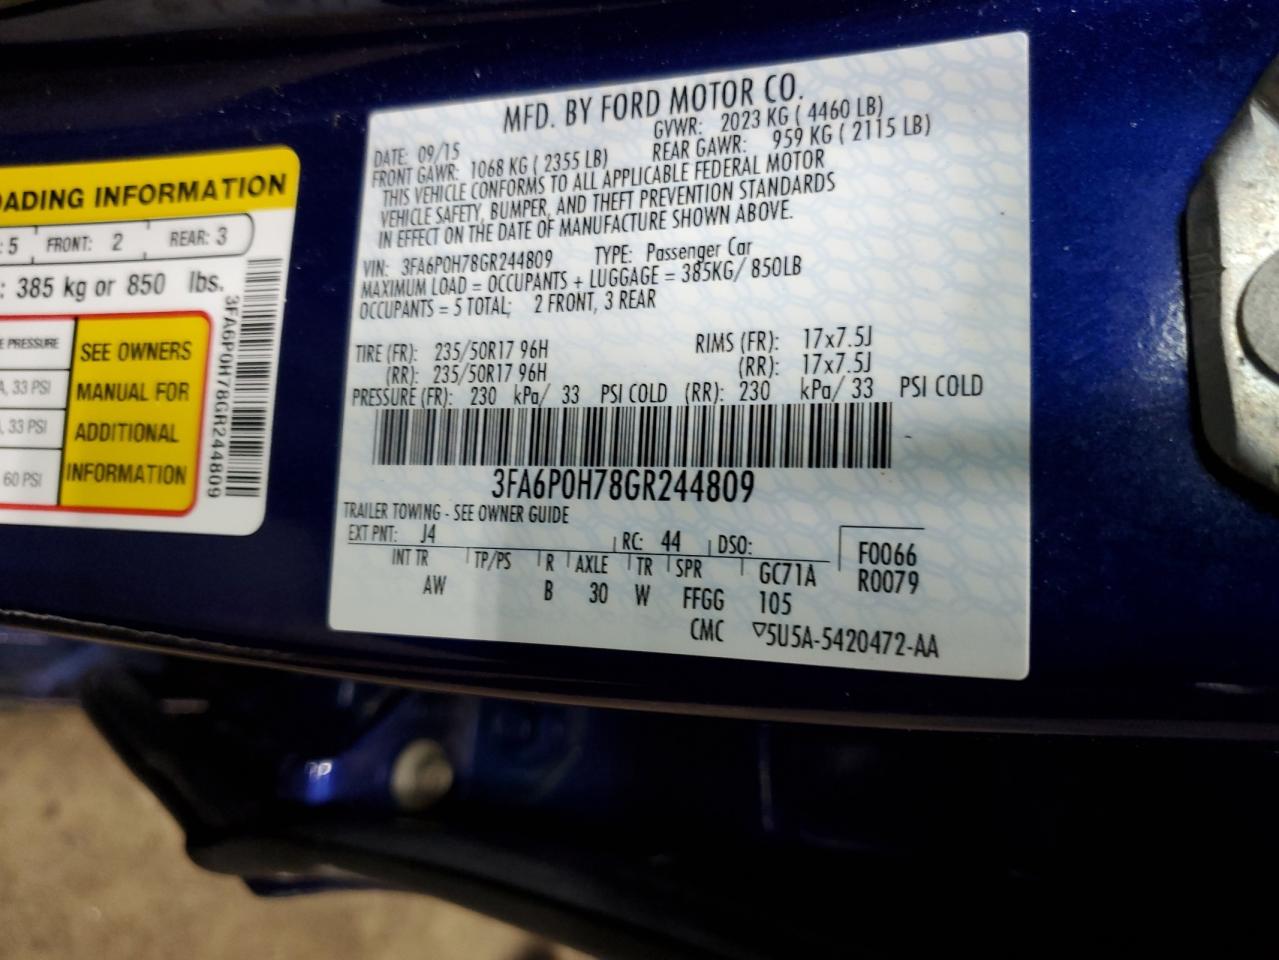 MFD. BY FORD MOTOR CO.
DATE: 09/15 GVWR: 2023 KG ( 4460 LB)
FRONT GAWR: 1068 KG ( 2355 LB) REAR GAWR: 959 KG ( 2115 LB)
THIS VEHICLE CONFORMS TO ALL APPLICABLE FEDERAL MOTOR
VEHICLE SAFETY, BUMPER, AND THEFT PREVENTION STANDARDS
IN EFFECT ON THE DATE OF MANUFACTURE SHOWN ABOVE.
VIN: 3FA6P0H78GR244809 TYPE: Passenger Car
MAXIMUM LOAD = OCCUPANTS + LUGGAGE = 385KG/ 850LB
OCCUPANTS = 5 TOTAL; 2 FRONT, 3 REAR
TIRE (FR): 235/50R17 96H RIMS (FR): 17x7.5J
(RR): 235/50R17 96H (RR): 17x7.5J
PRESSURE (FR): 230 kPa/ 33 PSI COLD (RR): 230 kPa/ 33 PSI COLD
3FA6P0H78GR244809
TRAILER TOWING - SEE OWNER GUIDE
EXT PNT: J4 RC: 44 DSO: F0066
INT TR TP/PS R AXLE TR SPR GC71A R0079
AW B 30 W FFGG 105
CMC ▽5U5A-5420472-AA
ADING INFORMATION
: 5 FRONT: 2 REAR: 3
: 385 kg or 850 lbs.
E PRESSURE
A, 33 PSI
, 33 PSI
60 PSI
SEE OWNERS
MANUAL FOR
ADDITIONAL
INFORMATION
3FA6P0H78GR244809